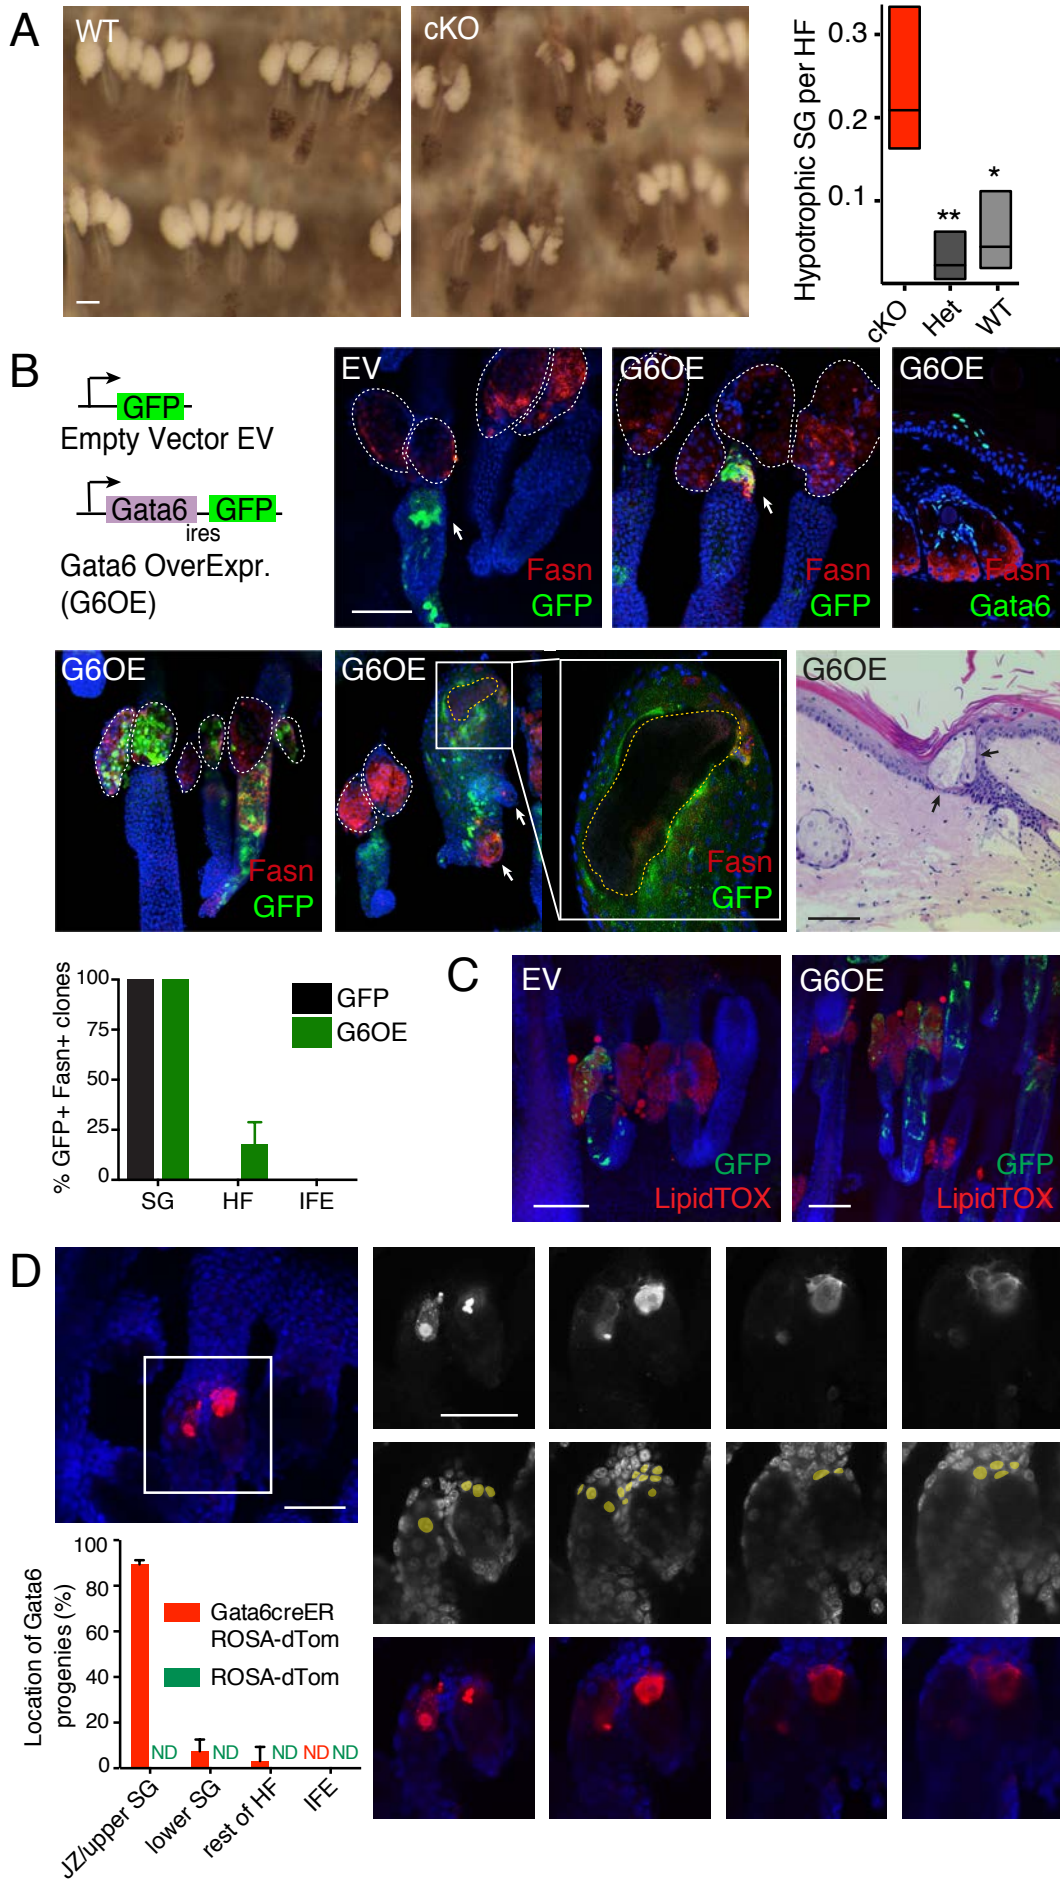 A
WT
cKO
Hypotrophic SG per HF
0.3
0.2
0.1
**
*
cKO
Het
WT
B
GFP
Empty Vector EV
Gata6
GFP
ires
Gata6 OverExpr.
(G6OE)
EV
Fasn
GFP
G6OE
Fasn
GFP
G6OE
Fasn
Gata6
G6OE
Fasn
GFP
G6OE
Fasn
GFP
G6OE
% GFP+ Fasn+ clones
100
75
50
25
0
SG
HF
IFE
GFP
G6OE
C
EV
GFP
LipidTOX
G6OE
GFP
LipidTOX
D
Location of Gata6
progenies (%)
100
80
60
40
20
0
Gata6creER
ROSA-dTom
ROSA-dTom
ND
ND
ND
ND
ND
JZ/upper SG
lower SG
rest of HF
IFE